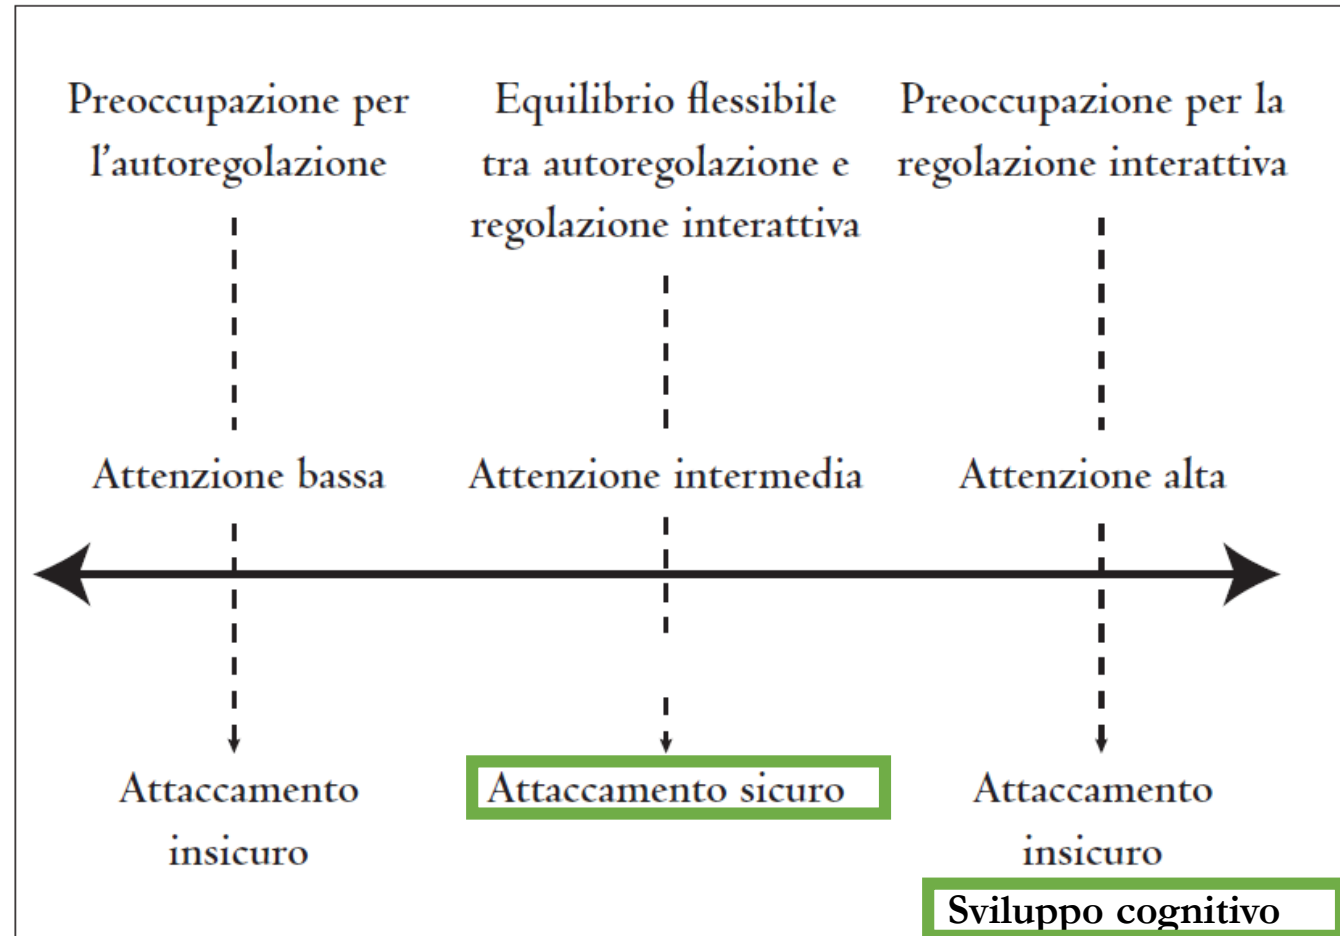 Preoccupazione per
l'autoregolazione
Equilibrio flessibile
tra autoregolazione e
regolazione interattiva
Preoccupazione per la
regolazione interattiva
Attenzione bassa
Attenzione intermedia
Attenzione alta
Attaccamento
insicuro
Attaccamento sicuro
Attaccamento
insicuro
Sviluppo cognitivo